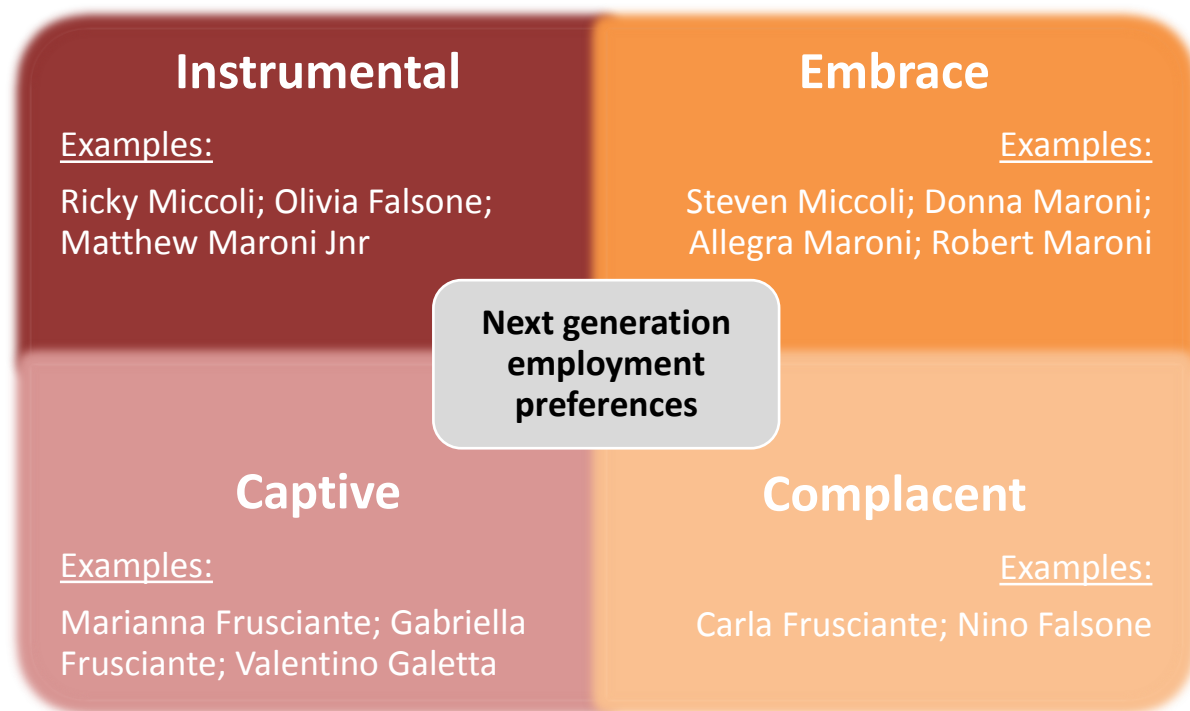 Instrumental
Examples:
Ricky Miccoli; Olivia Falsone;
Matthew Maroni Jnr
Embrace
Examples:
Steven Miccoli; Donna Maroni;
Allegra Maroni; Robert Maroni
Next generation
employment
preferences
Captive
Examples:
Marianna Frusciante; Gabriella
Frusciante; Valentino Galetta
Complacent
Examples:
Carla Frusciante; Nino Falsone